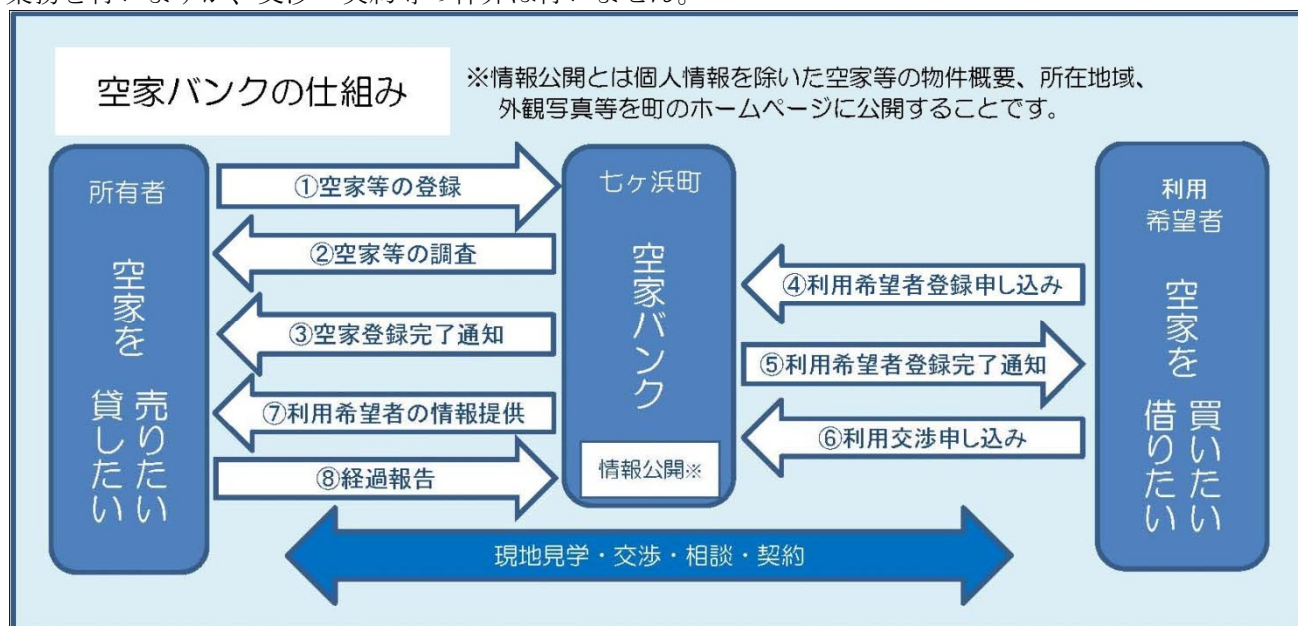 業務を行いますが、交渉・契約等の仲介は行いません。
空家バンクの仕組み
※情報公開とは個人情報を除いた空家等の物件概要、所在地域、
外観写真等を町のホームページに公開することです。
所有者
空家を
売りたい
貸したい
①空家等の登録
②空家等の調査
③空家登録完了通知
⑦利用希望者の情報提供
⑧経過報告
七ヶ浜町
空家バンク
情報公開※
④利用希望者登録申し込み
⑤利用希望者登録完了通知
⑥利用交渉申し込み
利用
希望者
空家を
買いたい
借りたい
現地見学・交渉・相談・契約